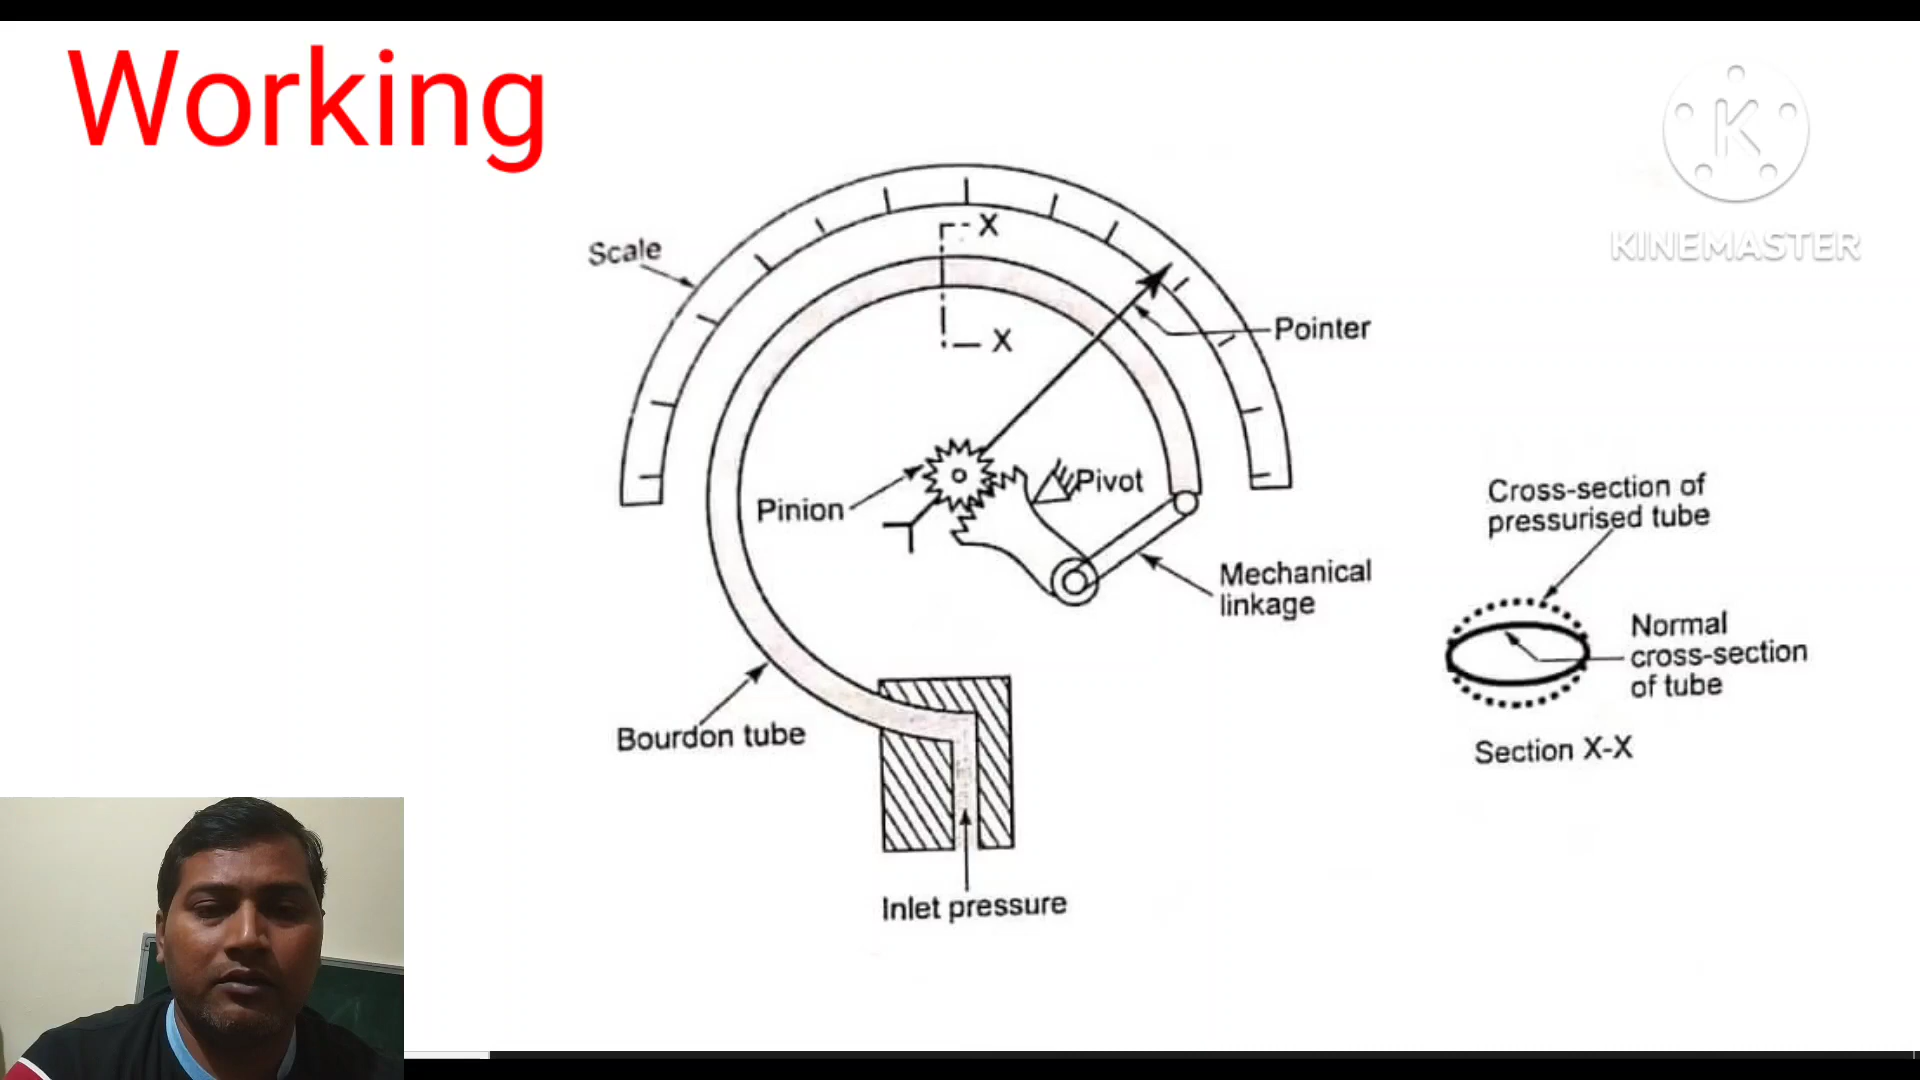 Working
K
KINEMASTER
Scale
X
X
Pointer
Pivot
Pinion
Cross-section of
pressurised tube
Mechanical
linkage
Normal
cross-section
of tube
Bourdon tube
Section X-X
Inlet pressure